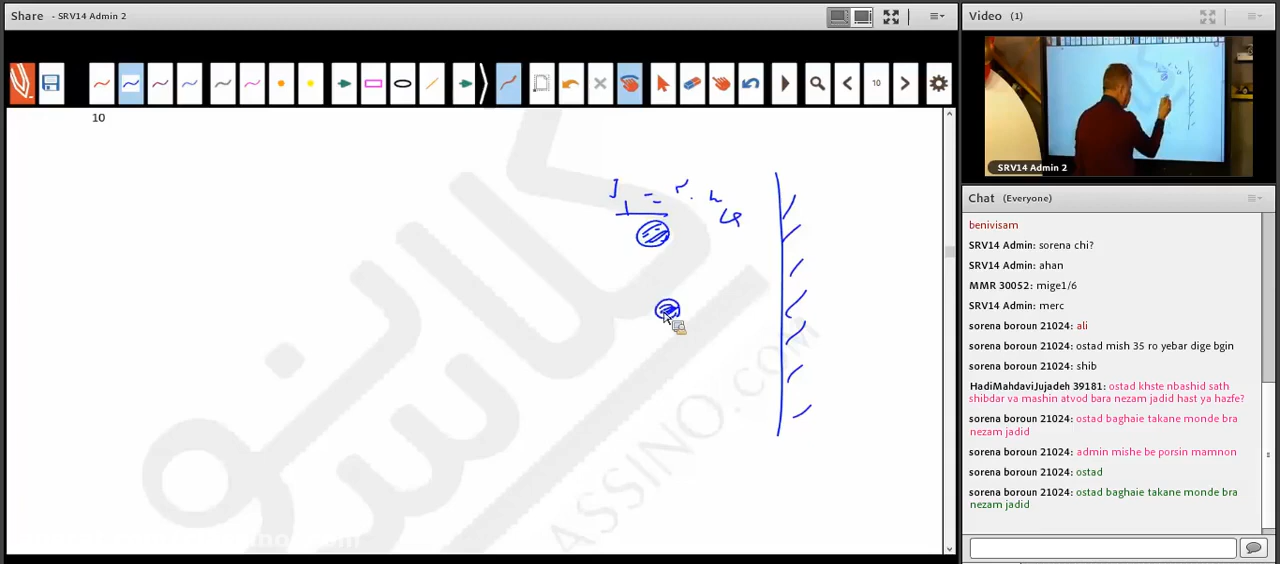 Share - SRV14 Admin 2
Video (1)
10
10
SRV14 Admin 2
Chat (Everyone)
benivisam
SRV14 Admin: sorena chi?
SRV14 Admin: ahan
MMR 30052: mige1/6
SRV14 Admin: merc
sorena boroun 21024: ali
sorena boroun 21024: ostad mish 35 ro yebar dige bgin
sorena boroun 21024: shib
HadiMahdaviJujadeh 39181: ostad khste nbashid sath
shibdar va mashin atvod bara nezam jadid hast ya hazfe?
sorena boroun 21024: ostad baghaie takane monde bra
nezam jadid
sorena boroun 21024: admin mishe be porsin mamnon
sorena boroun 21024: ostad
sorena boroun 21024: ostad baghaie takane monde bra
nezam jadid